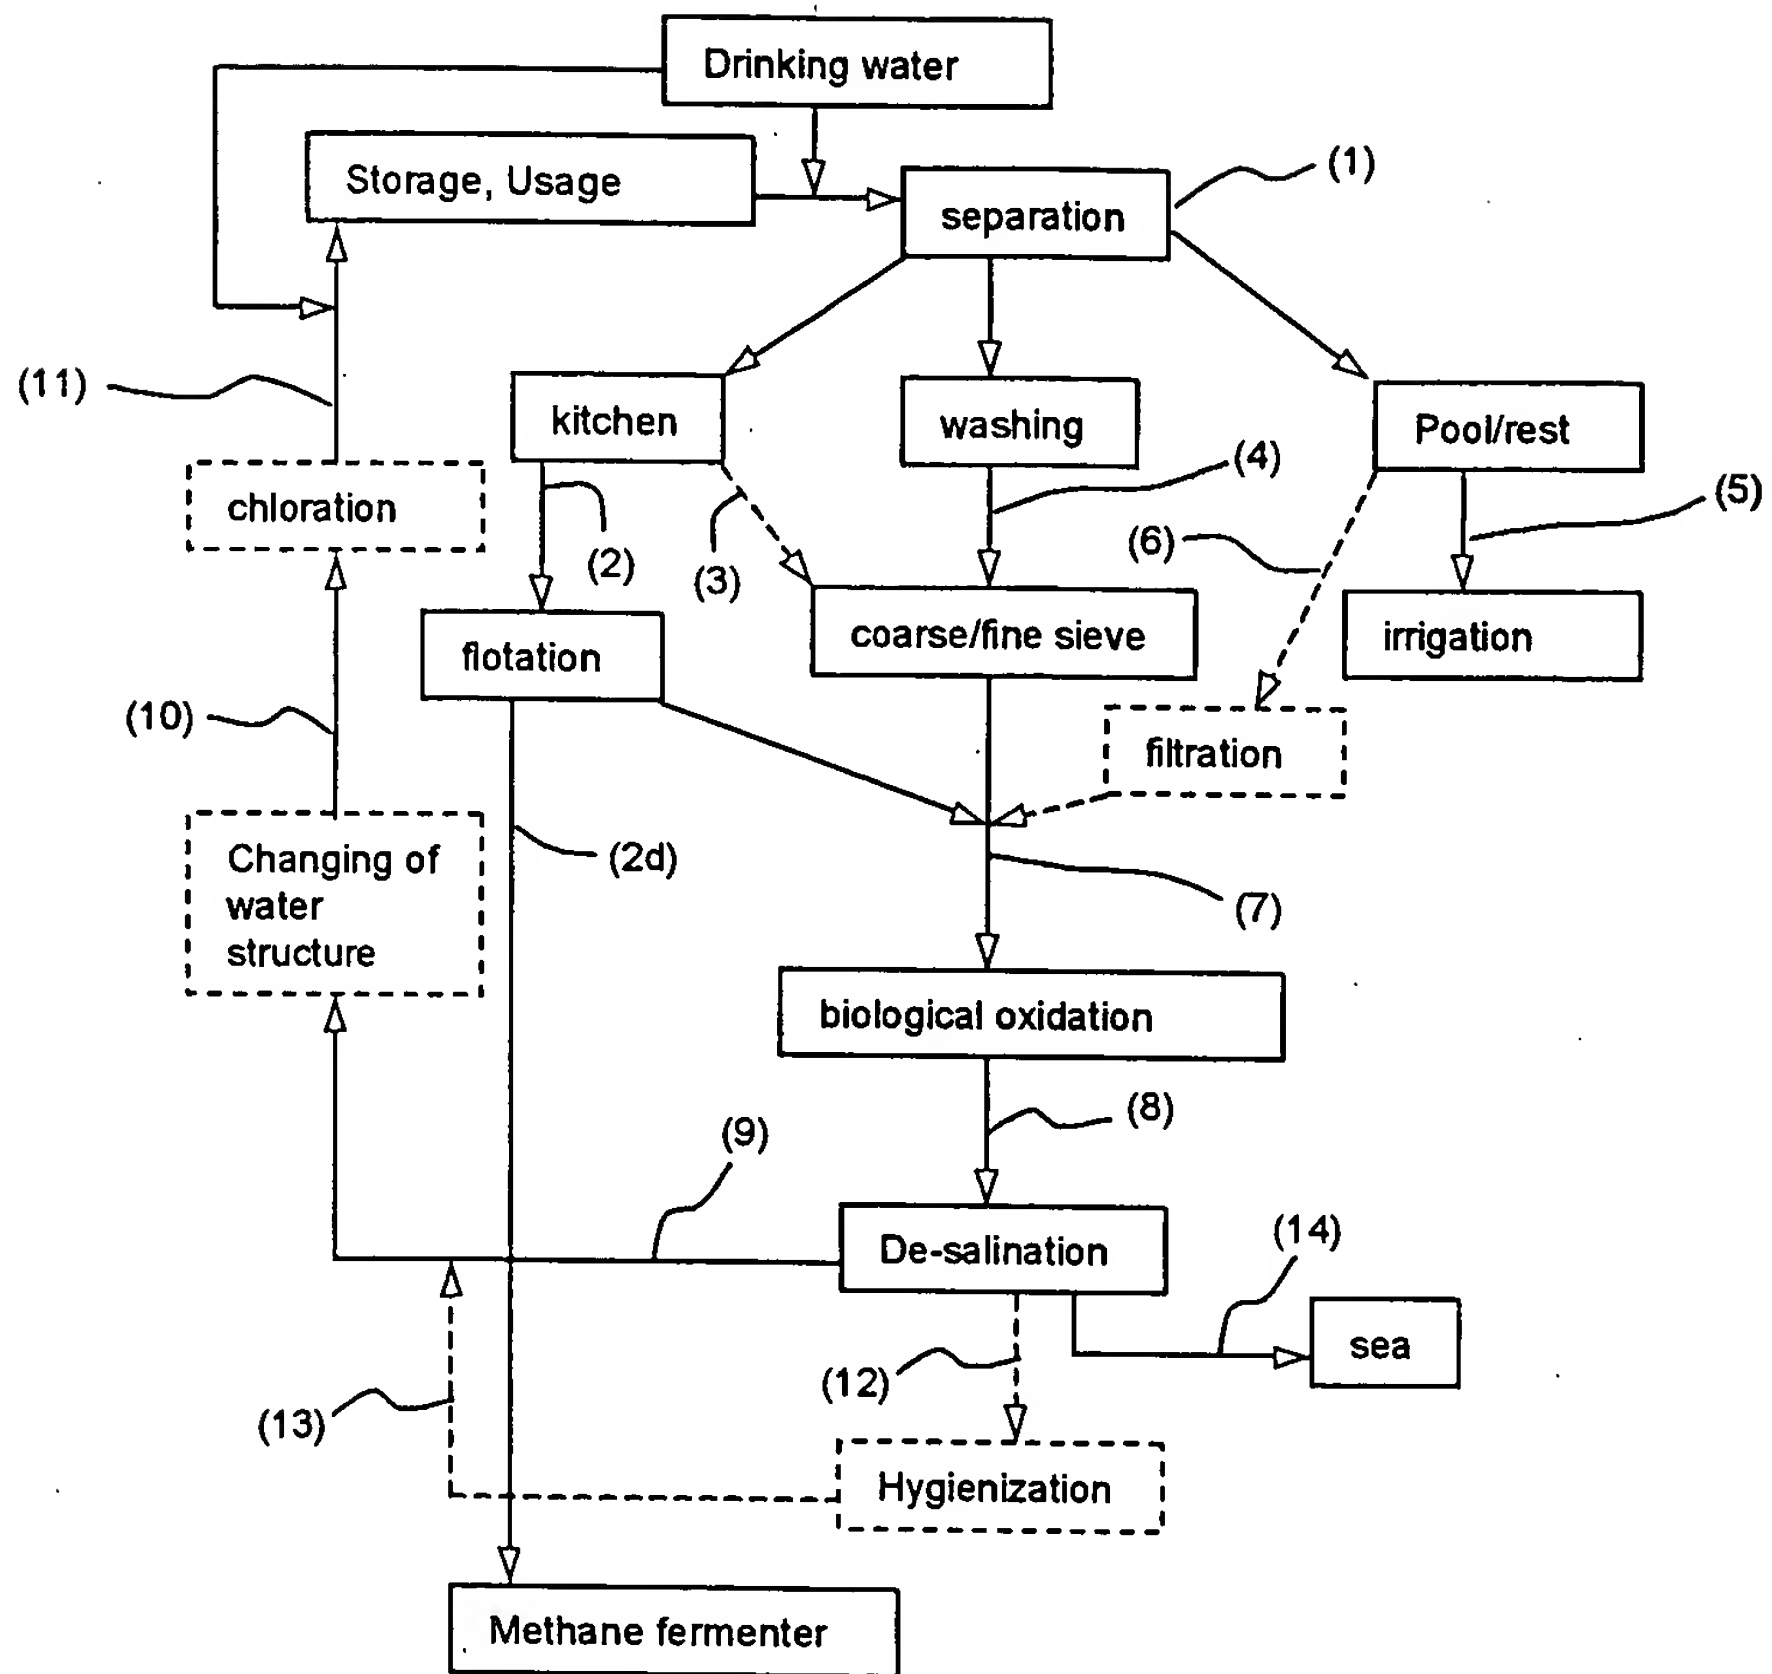 Drinking water
Storage, Usage
(1)
separation
(11)
kitchen
washing
Pool/rest
(4)
(5)
chloration
(2)
(3)
(6)
flotation
coarse/fine sieve
irrigation
(10)
filtration
Changing of
water
structure
(2d)
(7)
biological oxidation
(8)
(9)
De-salination
(14)
sea
(12)
(13)
Hygienization
Methane fermenter